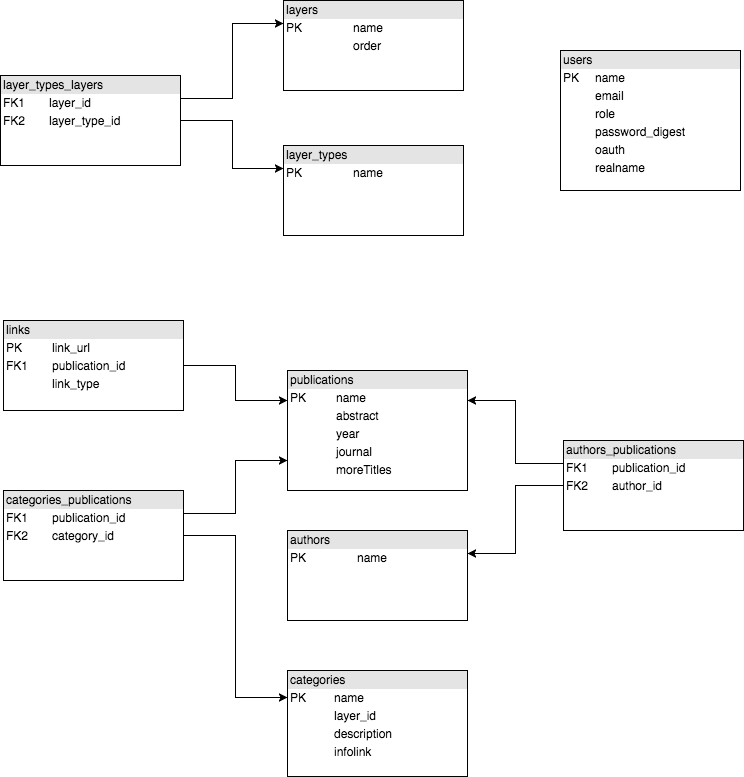 layers
PK name
order
layer_types_layers
FK1 layer_id
FK2 layer_type_id
layer_types
PK name
users
PK name
email
role
password_digest
oauth
realname
links
PK link_url
FK1 publication_id
link_type
publications
PK name
abstract
year
journal
moreTitles
authors_publications
FK1 publication_id
FK2 author_id
categories_publications
FK1 publication_id
FK2 category_id
authors
PK name
categories
PK name
layer_id
description
infolink